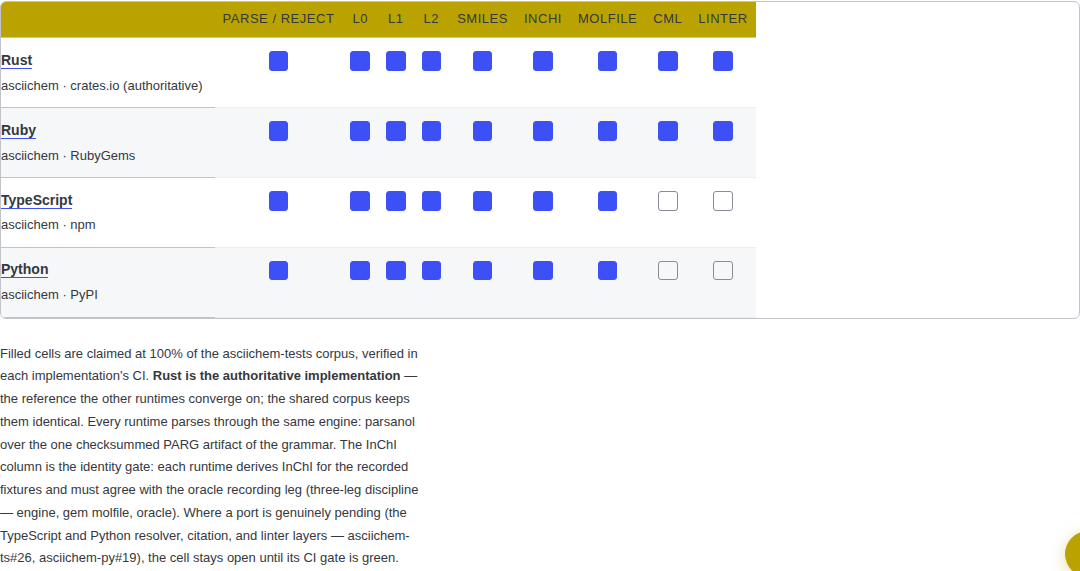 PARSE / REJECT L0 L1 L2 SMILES INCHI MOLFILE CML LINTER
Rust
asciichem · crates.io (authoritative)
Ruby
asciichem · RubyGems
TypeScript
asciichem · npm
Python
asciichem · PyPI
Filled cells are claimed at 100% of the asciichem-tests corpus, verified in
each implementation's CI. Rust is the authoritative implementation —
the reference the other runtimes converge on; the shared corpus keeps
them identical. Every runtime parses through the same engine: parsanol
over the one checksummed PARG artifact of the grammar. The InChI
column is the identity gate: each runtime derives InChI for the recorded
fixtures and must agree with the oracle recording leg (three-leg discipline
— engine, gem molfile, oracle). Where a port is genuinely pending (the
TypeScript and Python resolver, citation, and linter layers — asciichem-
ts#26, asciichem-py#19), the cell stays open until its CI gate is green.